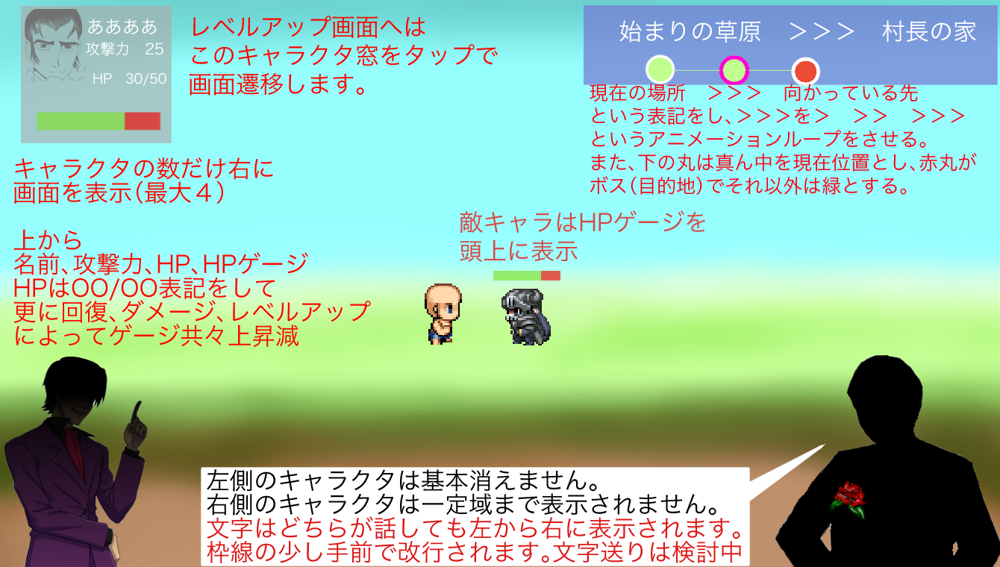 ああああ
攻撃力　25
HP　30/50
レベルアップ画面へは
このキャラクタ窓をタップで
画面遷移します。
始まりの草原　＞＞＞　村長の家
現在の場所　＞＞＞　向かっている先
という表記をし、＞＞＞を＞　＞＞　＞＞＞
というアニメーションループをさせる。
また、下の丸は真ん中を現在位置とし、赤丸が
ボス（目的地）でそれ以外は緑とする。
キャラクタの数だけ右に
画面を表示（最大４）
上から
名前、攻撃力、HP、HPゲージ
HPはOO/OO表記をして
更に回復、ダメージ、レベルアップ
によってゲージ共々上昇減
敵キャラはHPゲージを
頭上に表示
左側のキャラクタは基本消えません。
右側のキャラクタは一定域まで表示されません。
文字はどちらが話しても左から右に表示されます。
枠線の少し手前で改行されます。文字送りは検討中